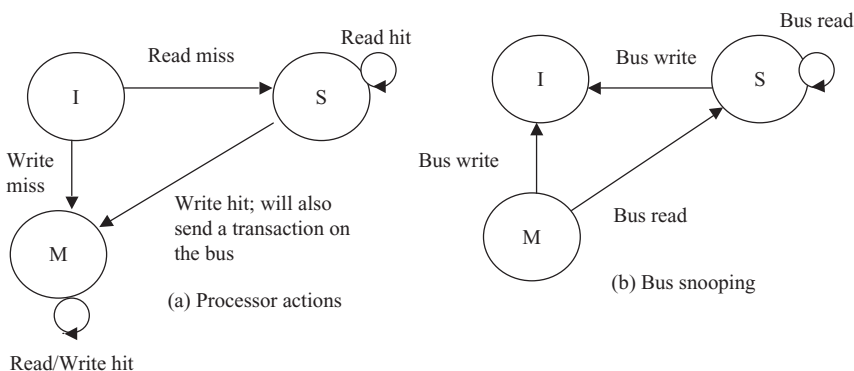 Read miss
Read hit
I
S
Write
miss
Write hit; will also
send a transaction on
the bus
M
(a) Processor actions
Read/Write hit
Bus read
Bus write
I
S
Bus write
Bus read
M
(b) Bus snooping